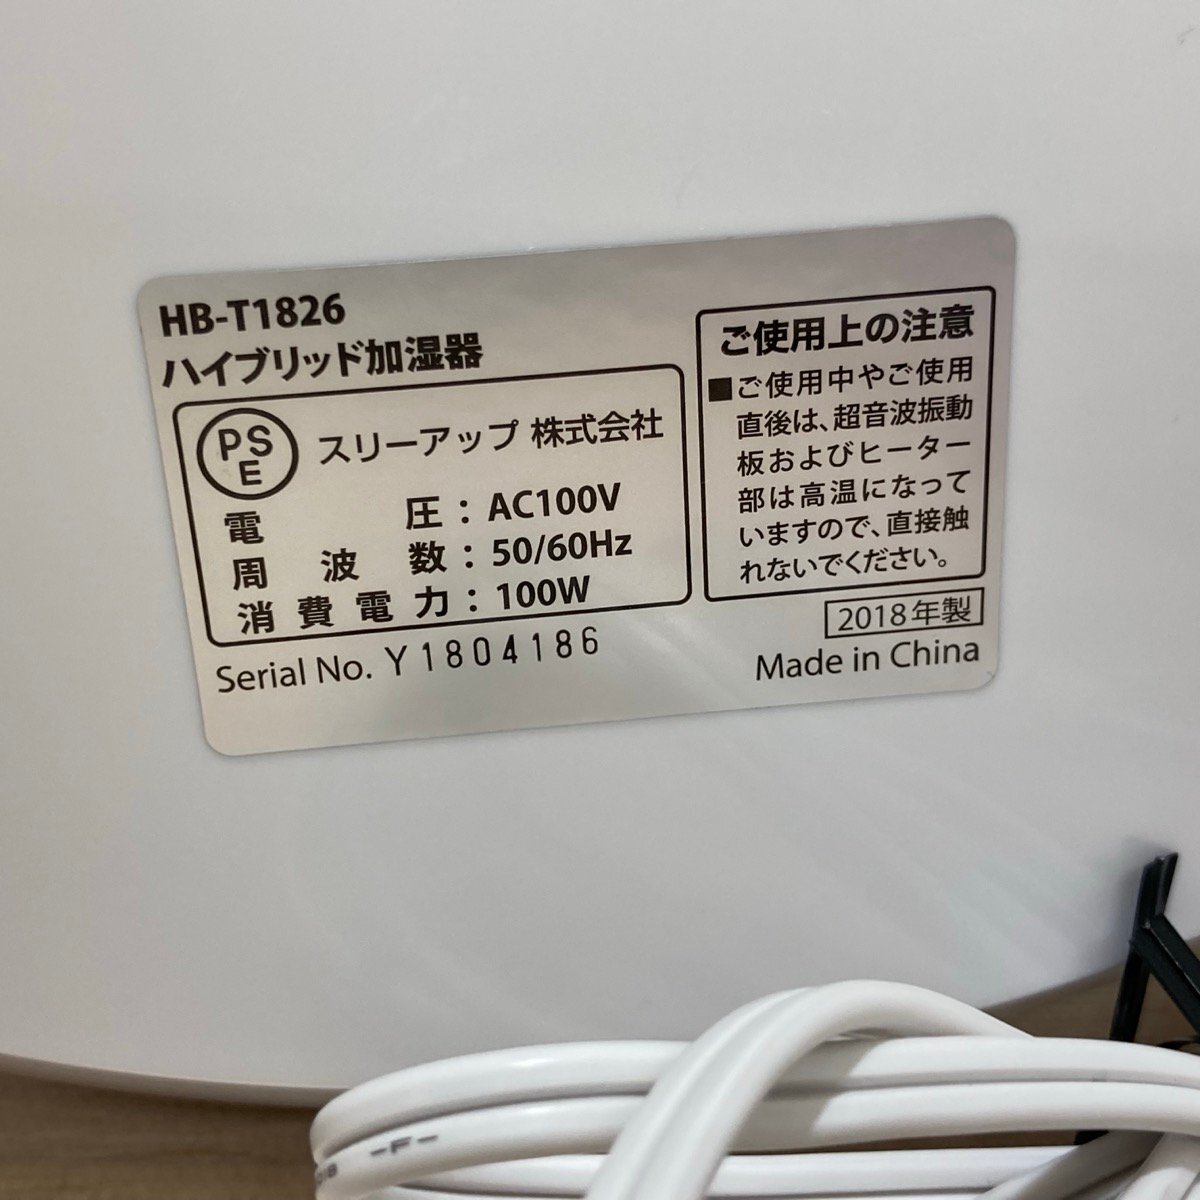 HB-T1826
ハイブリッド加湿器
PS
E
スリーアップ 株式会社
電圧：AC100V
周波数：50/60Hz
消費電力：100W
Serial No. Y1804186
ご使用上の注意
■ご使用中やご使用
直後は、超音波振動
板およびヒーター
部は高温になって
いますので、直接触
れないでください。
2018年製
Made in China
-F-